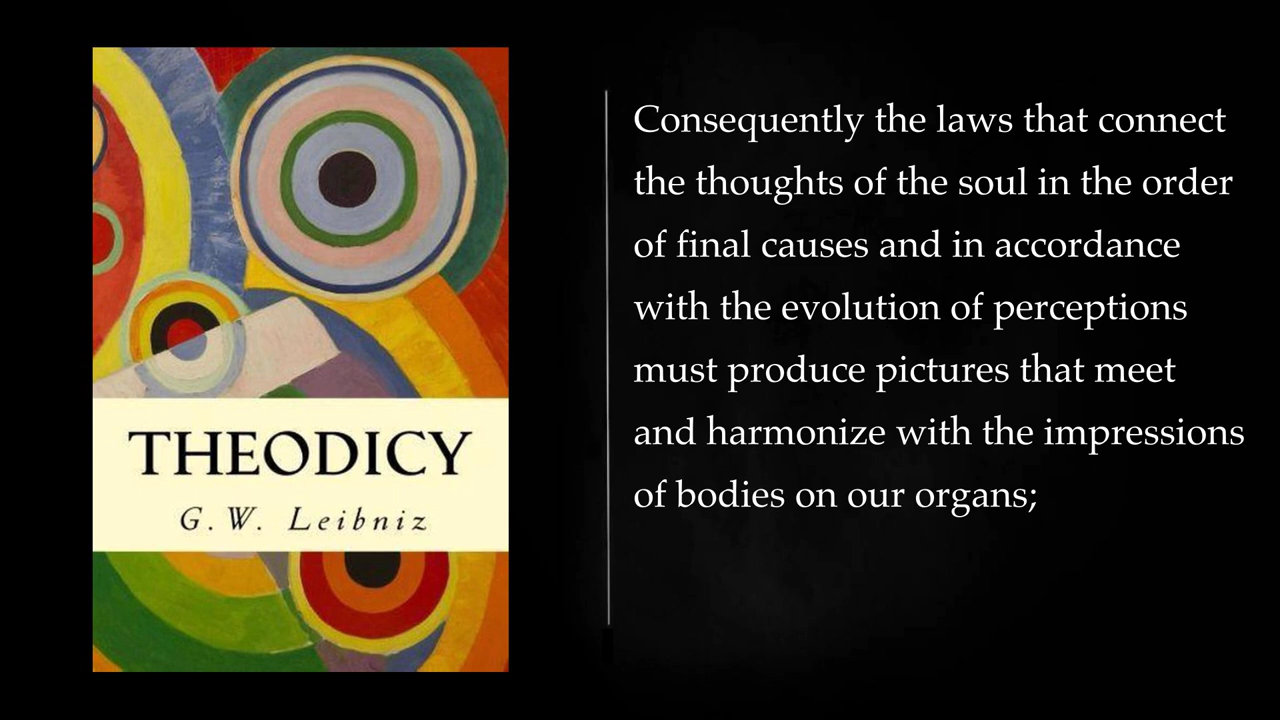 THEODICY
G.W. Leibniz
Consequently the laws that connect
the thoughts of the soul in the order
of final causes and in accordance
with the evolution of perceptions
must produce pictures that meet
and harmonize with the impressions
of bodies on our organs;